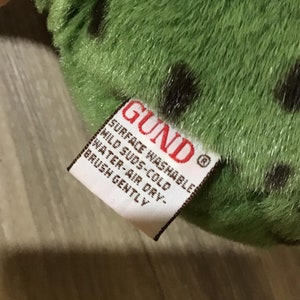 GUND®
SURFACE WASHABLE
MILD SUDS-COLD
WATER-AIR DRY-
BRUSH GENTLY